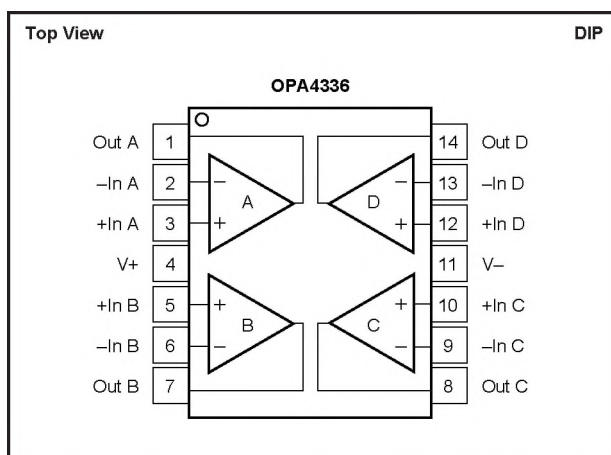 Top View DIP
OPA4336
Out A 1 14 Out D
–In A 2 – – 13 –In D
A D
+In A 3 + + 12 +In D
V+ 4 11 V–
+In B 5 + + 10 +In C
B C
–In B 6 – – 9 –In C
Out B 7 8 Out C